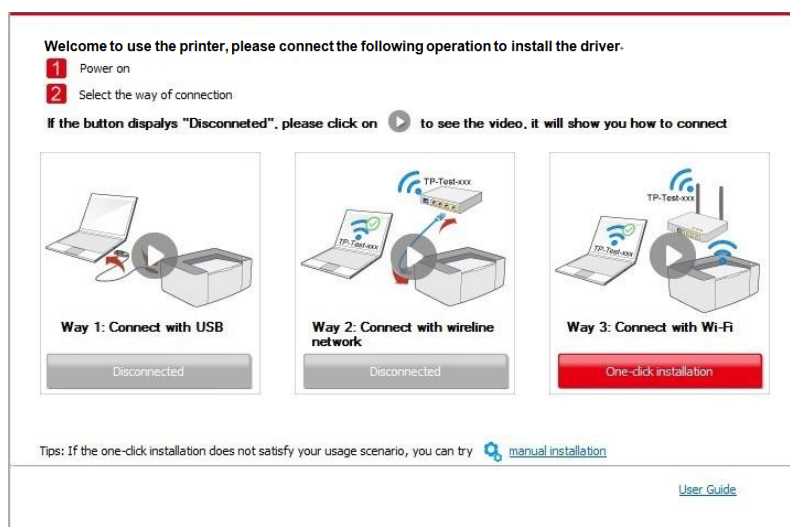 Welcome to use the printer, please connect the following operation to install the driver.
1 Power on
2 Select the way of connection
If the button dispalys "Disconneted", please click on to see the video, it will show you how to connect
TP-Test-xxx
TP-Test-xxx
Way 1: Connect with USB
Disconnected
TP-Test-xxx
TP-Test-xxx
Way 2: Connect with wireline
network
Disconnected
Way 3: Connect with Wi-Fi
One-click installation
Tips: If the one-click installation does not satisfy your usage scenario, you can try manual installation
User Guide